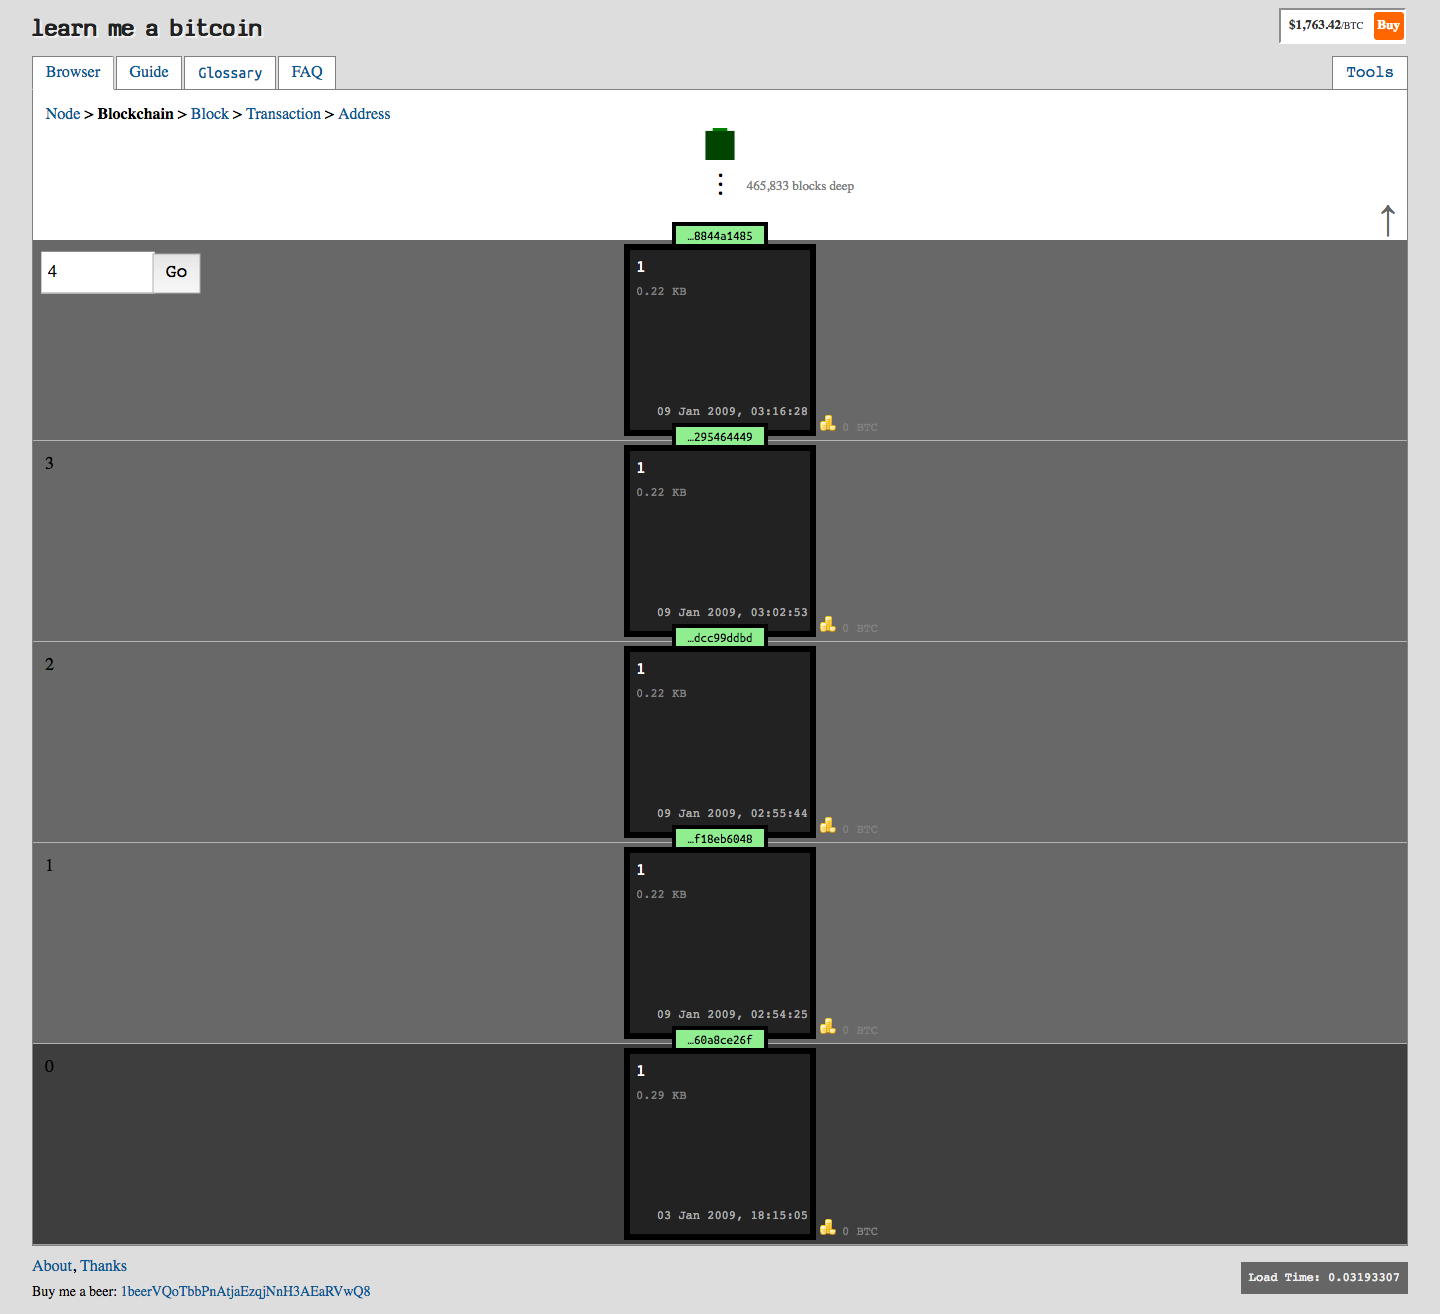 learn me a bitcoin
$1,763.42/BTC Buy
Browser Guide Glossary FAQ Tools
Node > Blockchain > Block > Transaction > Address
465,833 blocks deep
↑
…8844a1485
4 Go
1
0.22 KB
09 Jan 2009, 03:16:28
0 BTC
…295464449
3
1
0.22 KB
09 Jan 2009, 03:02:53
0 BTC
…dcc99ddbd
2
1
0.22 KB
09 Jan 2009, 02:55:44
0 BTC
…f18eb6048
1
1
0.22 KB
09 Jan 2009, 02:54:25
0 BTC
…60a8ce26f
0
1
0.29 KB
03 Jan 2009, 18:15:05
0 BTC
About, Thanks
Buy me a beer: 1beerVQoTbbPnAtjaEzqjNnH3AEaRVwQ8
Load Time: 0.03193307